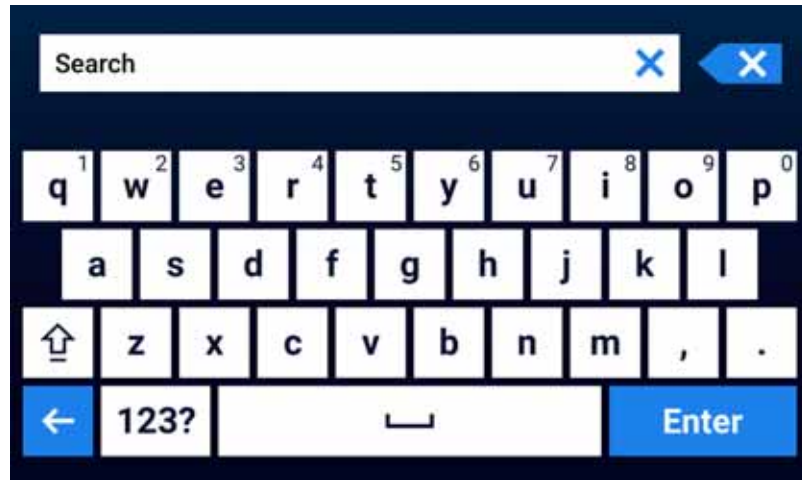 Search
q 1 w 2 e 3 r 4 t 5 y 6 u 7 i 8 o 9 p 0
a s d f g h j k l
z x c v b n m , .
123? Enter